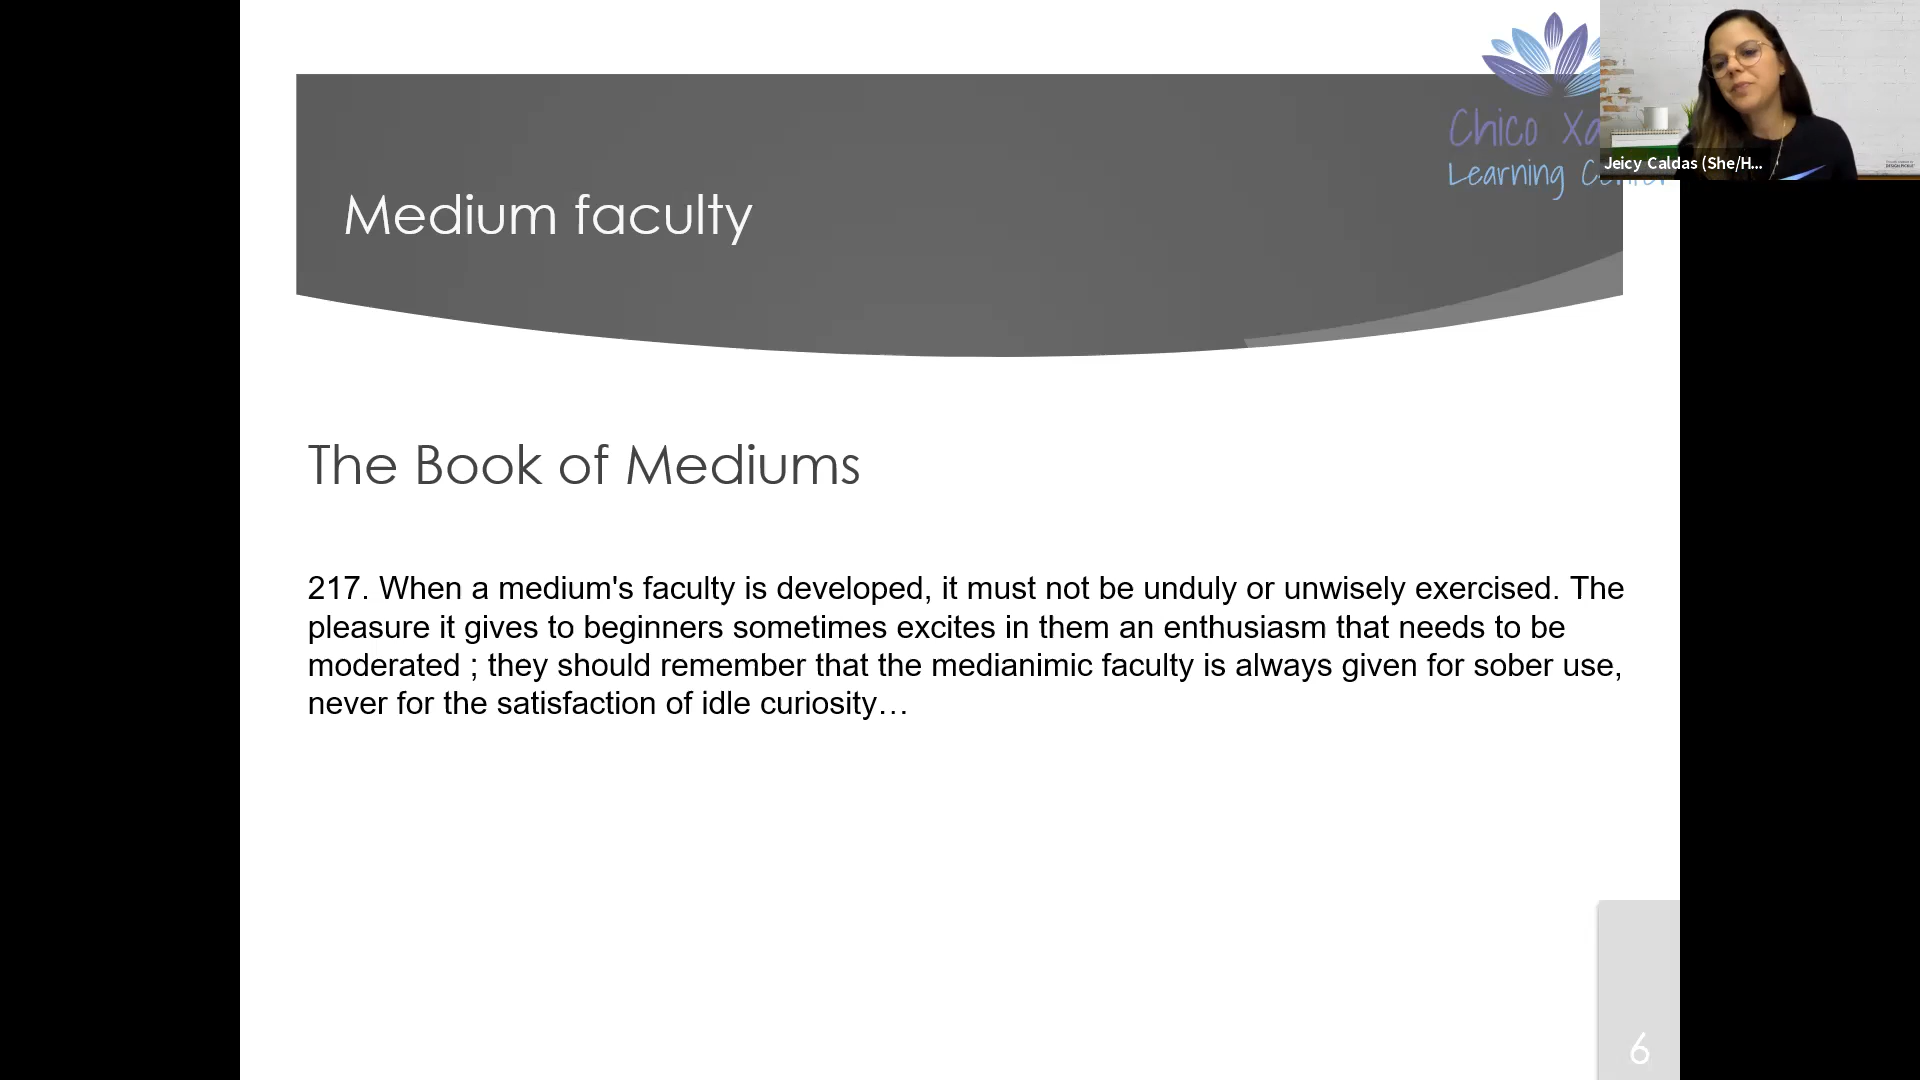 Chico Xa
Learning Center
Jeicy Caldas (She/H...
Medium faculty
The Book of Mediums
217. When a medium's faculty is developed, it must not be unduly or unwisely exercised. The
pleasure it gives to beginners sometimes excites in them an enthusiasm that needs to be
moderated ; they should remember that the medianimic faculty is always given for sober use,
never for the satisfaction of idle curiosity…
6